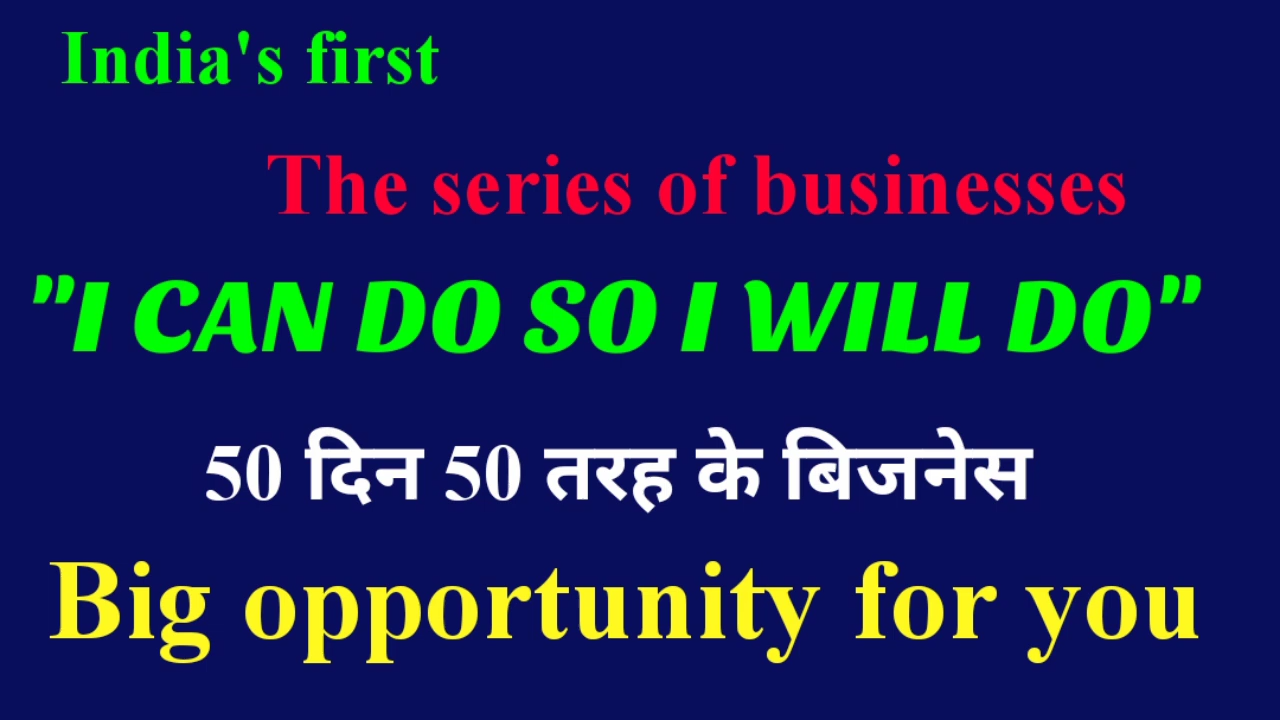 India's first
The series of businesses
"I CAN DO SO I WILL DO"
50 दिन 50 तरह के बिजनेस
Big opportunity for you